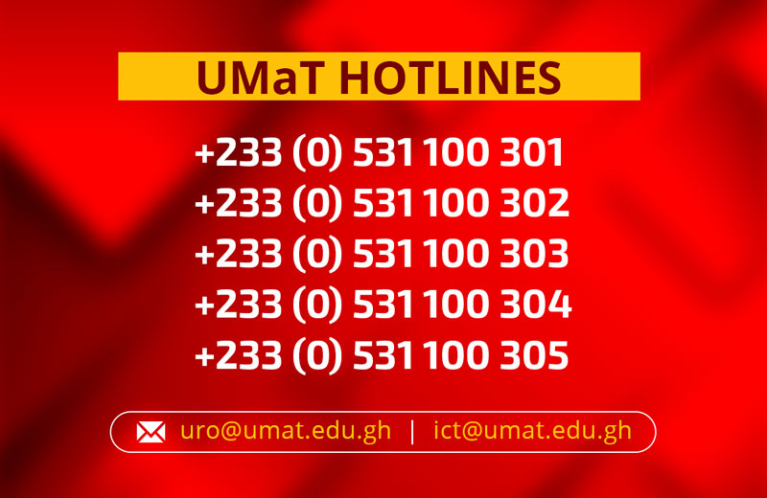 UMaT HOTLINES
+233 (0) 531 100 301
+233 (0) 531 100 302
+233 (0) 531 100 303
+233 (0) 531 100 304
+233 (0) 531 100 305
uro@umat.edu.gh | ict@umat.edu.gh